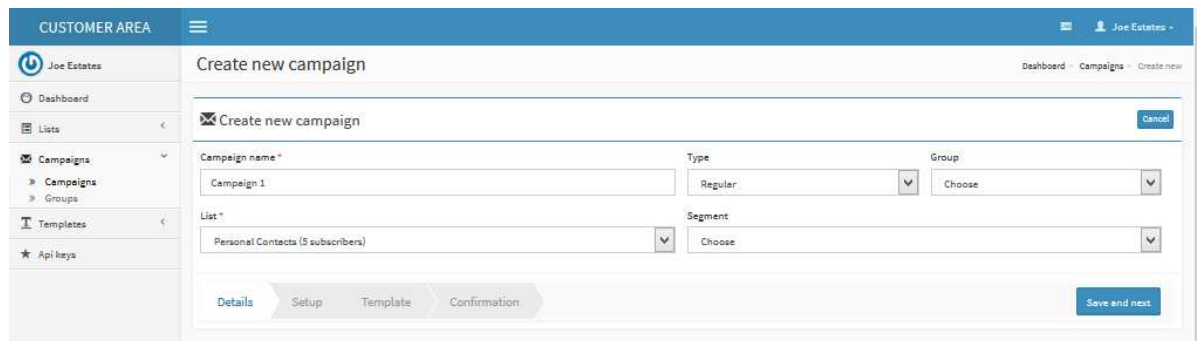 CUSTOMER AREA
Joe Estates -
Joe Estates
Create new campaign
Dashboard - Campaigns - Create new
Dashboard
Lists
Create new campaign
Cancel
Campaigns
» Campaigns
» Groups
Templates
Api keys
Campaign name *
Type
Group
Campaign 1
Regular
Choose
List *
Segment
Personal Contacts (5 subscribers)
Choose
Details
Setup
Template
Confirmation
Save and next